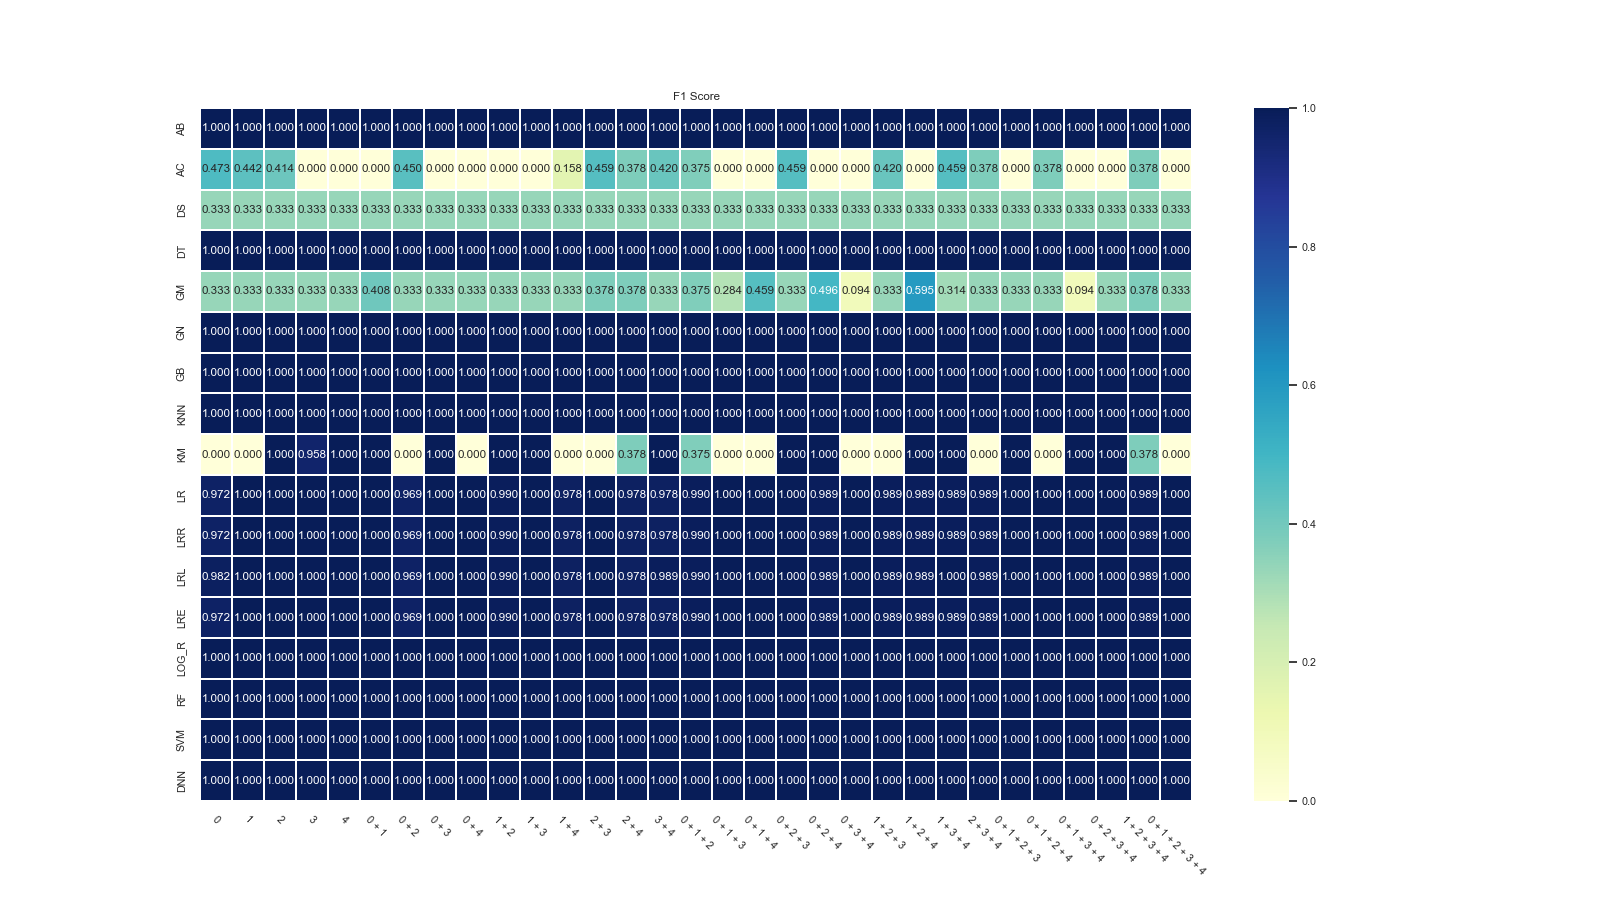 F1 Score
AB 1.000 1.000 1.000 1.000 1.000 1.000 1.000 1.000 1.000 1.000 1.000 1.000 1.000 1.000 1.000 1.000 1.000 1.000 1.000 1.000 1.000 1.000 1.000 1.000 1.000 1.000 1.000 1.000 1.000 1.000 1.000
AC 0.473 0.442 0.414 0.000 0.000 0.000 0.450 0.000 0.000 0.000 0.000 0.158 0.459 0.378 0.420 0.375 0.000 0.000 0.459 0.000 0.000 0.420 0.000 0.459 0.378 0.000 0.378 0.000 0.000 0.378 0.000
DS 0.333 0.333 0.333 0.333 0.333 0.333 0.333 0.333 0.333 0.333 0.333 0.333 0.333 0.333 0.333 0.333 0.333 0.333 0.333 0.333 0.333 0.333 0.333 0.333 0.333 0.333 0.333 0.333 0.333 0.333 0.333
DT 1.000 1.000 1.000 1.000 1.000 1.000 1.000 1.000 1.000 1.000 1.000 1.000 1.000 1.000 1.000 1.000 1.000 1.000 1.000 1.000 1.000 1.000 1.000 1.000 1.000 1.000 1.000 1.000 1.000 1.000 1.000
GM 0.333 0.333 0.333 0.333 0.333 0.408 0.333 0.333 0.333 0.333 0.333 0.333 0.378 0.378 0.333 0.375 0.284 0.459 0.333 0.496 0.094 0.333 0.595 0.314 0.333 0.333 0.333 0.094 0.333 0.378 0.333
GN 1.000 1.000 1.000 1.000 1.000 1.000 1.000 1.000 1.000 1.000 1.000 1.000 1.000 1.000 1.000 1.000 1.000 1.000 1.000 1.000 1.000 1.000 1.000 1.000 1.000 1.000 1.000 1.000 1.000 1.000 1.000
GB 1.000 1.000 1.000 1.000 1.000 1.000 1.000 1.000 1.000 1.000 1.000 1.000 1.000 1.000 1.000 1.000 1.000 1.000 1.000 1.000 1.000 1.000 1.000 1.000 1.000 1.000 1.000 1.000 1.000 1.000 1.000
KNN 1.000 1.000 1.000 1.000 1.000 1.000 1.000 1.000 1.000 1.000 1.000 1.000 1.000 1.000 1.000 1.000 1.000 1.000 1.000 1.000 1.000 1.000 1.000 1.000 1.000 1.000 1.000 1.000 1.000 1.000 1.000
KM 0.000 0.000 1.000 0.958 1.000 1.000 0.000 1.000 0.000 1.000 1.000 0.000 0.000 0.378 1.000 0.375 0.000 0.000 1.000 1.000 0.000 0.000 1.000 1.000 0.000 1.000 0.000 1.000 1.000 0.378 0.000
LR 0.972 1.000 1.000 1.000 1.000 1.000 0.969 1.000 1.000 0.990 1.000 0.978 1.000 0.978 0.978 0.990 1.000 1.000 1.000 0.989 1.000 0.989 0.989 0.989 0.989 1.000 1.000 1.000 1.000 0.989 1.000
LRR 0.972 1.000 1.000 1.000 1.000 1.000 0.969 1.000 1.000 0.990 1.000 0.978 1.000 0.978 0.978 0.990 1.000 1.000 1.000 0.989 1.000 0.989 0.989 0.989 0.989 1.000 1.000 1.000 1.000 0.989 1.000
LRL 0.982 1.000 1.000 1.000 1.000 1.000 0.969 1.000 1.000 0.990 1.000 0.978 1.000 0.978 0.989 0.990 1.000 1.000 1.000 0.989 1.000 0.989 0.989 1.000 0.989 1.000 1.000 1.000 1.000 0.989 1.000
LRE 0.972 1.000 1.000 1.000 1.000 1.000 0.969 1.000 1.000 0.990 1.000 0.978 1.000 0.978 0.978 0.990 1.000 1.000 1.000 0.989 1.000 0.989 0.989 0.989 0.989 1.000 1.000 1.000 1.000 0.989 1.000
LOG_R 1.000 1.000 1.000 1.000 1.000 1.000 1.000 1.000 1.000 1.000 1.000 1.000 1.000 1.000 1.000 1.000 1.000 1.000 1.000 1.000 1.000 1.000 1.000 1.000 1.000 1.000 1.000 1.000 1.000 1.000 1.000
RF 1.000 1.000 1.000 1.000 1.000 1.000 1.000 1.000 1.000 1.000 1.000 1.000 1.000 1.000 1.000 1.000 1.000 1.000 1.000 1.000 1.000 1.000 1.000 1.000 1.000 1.000 1.000 1.000 1.000 1.000 1.000
SVM 1.000 1.000 1.000 1.000 1.000 1.000 1.000 1.000 1.000 1.000 1.000 1.000 1.000 1.000 1.000 1.000 1.000 1.000 1.000 1.000 1.000 1.000 1.000 1.000 1.000 1.000 1.000 1.000 1.000 1.000 1.000
DNN 1.000 1.000 1.000 1.000 1.000 1.000 1.000 1.000 1.000 1.000 1.000 1.000 1.000 1.000 1.000 1.000 1.000 1.000 1.000 1.000 1.000 1.000 1.000 1.000 1.000 1.000 1.000 1.000 1.000 1.000 1.000
0
1
2
3
4
0 + 1
0 + 2
0 + 3
0 + 4
1 + 2
1 + 3
1 + 4
2 + 3
2 + 4
3 + 4
0 + 1 + 2
0 + 1 + 3
0 + 1 + 4
0 + 2 + 3
0 + 2 + 4
0 + 3 + 4
1 + 2 + 3
1 + 2 + 4
1 + 3 + 4
2 + 3 + 4
0 + 1 + 2 + 3
0 + 1 + 2 + 4
0 + 1 + 3 + 4
0 + 2 + 3 + 4
1 + 2 + 3 + 4
0 + 1 + 2 + 3 + 4
1.0
0.8
0.6
0.4
0.2
0.0